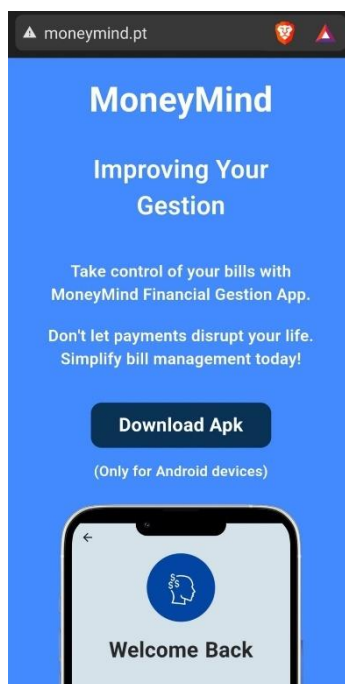 moneymind.pt
MoneyMind
Improving Your
Gestion
Take control of your bills with
MoneyMind Financial Gestion App.
Don't let payments disrupt your life.
Simplify bill management today!
Download Apk
(Only for Android devices)
$
$$
Welcome Back